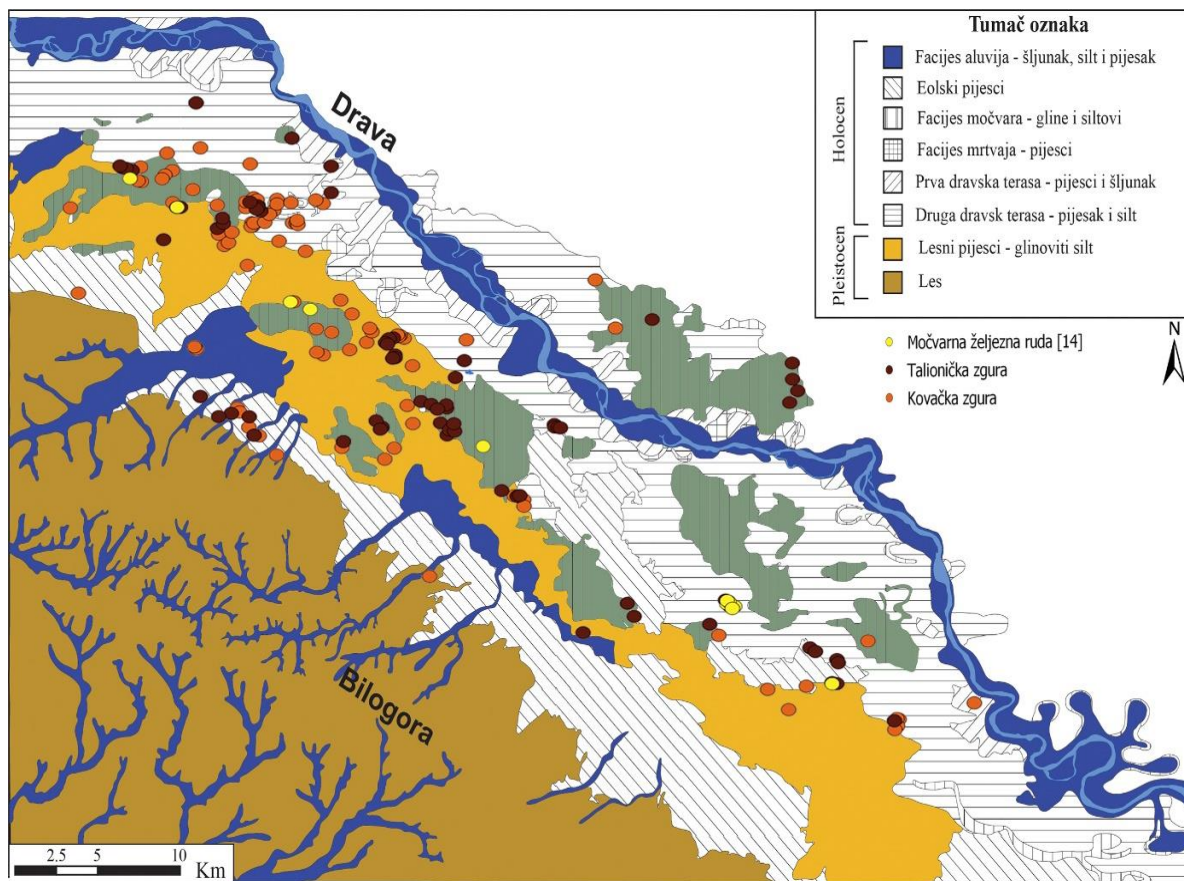 Tumač oznaka
Holocen
Facijes aluvija - šljunak, silt i pijesak
Eolski pijesci
Facijes močvara - gline i siltovi
Facijes mrtvaja - pijesci
Prva dravska terasa - pijesci i šljunak
Druga dravsk terasa - pijesak i silt
Pleistocen
Lesni pijesci - glinoviti silt
Les
N
Močvarna željezna ruda [14]
Talionička zgura
Kovačka zgura
Drava
Bilogora
2.5 5 10
Km